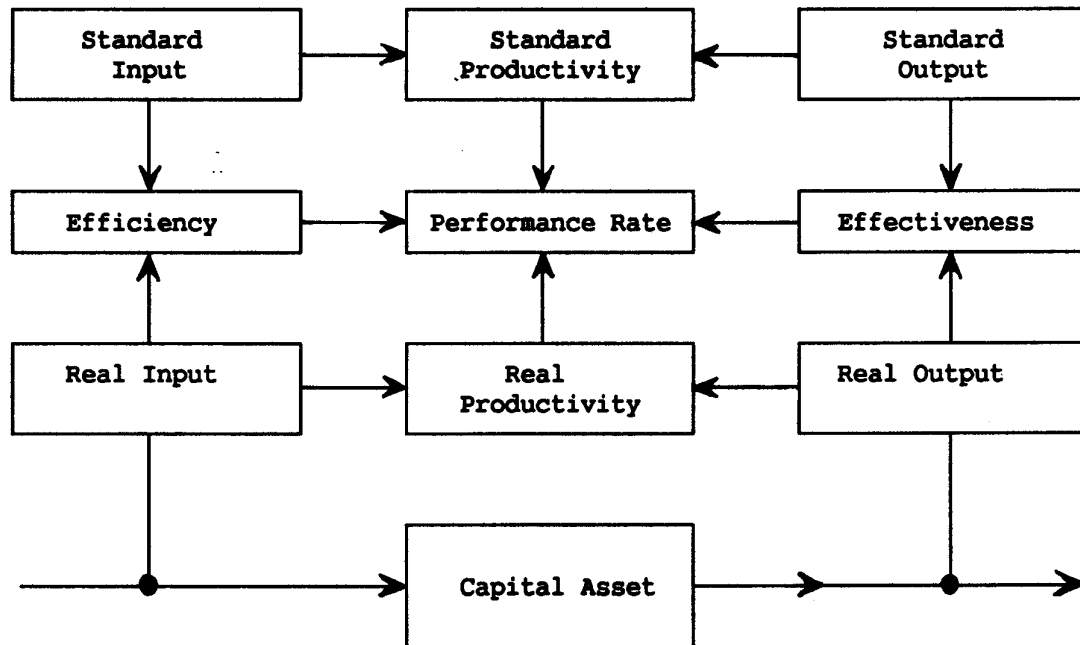 Standard
Input
Standard
Productivity
Standard
Output
Efficiency
Performance Rate
Effectiveness
Real Input
Real
Productivity
Real Output
Capital Asset